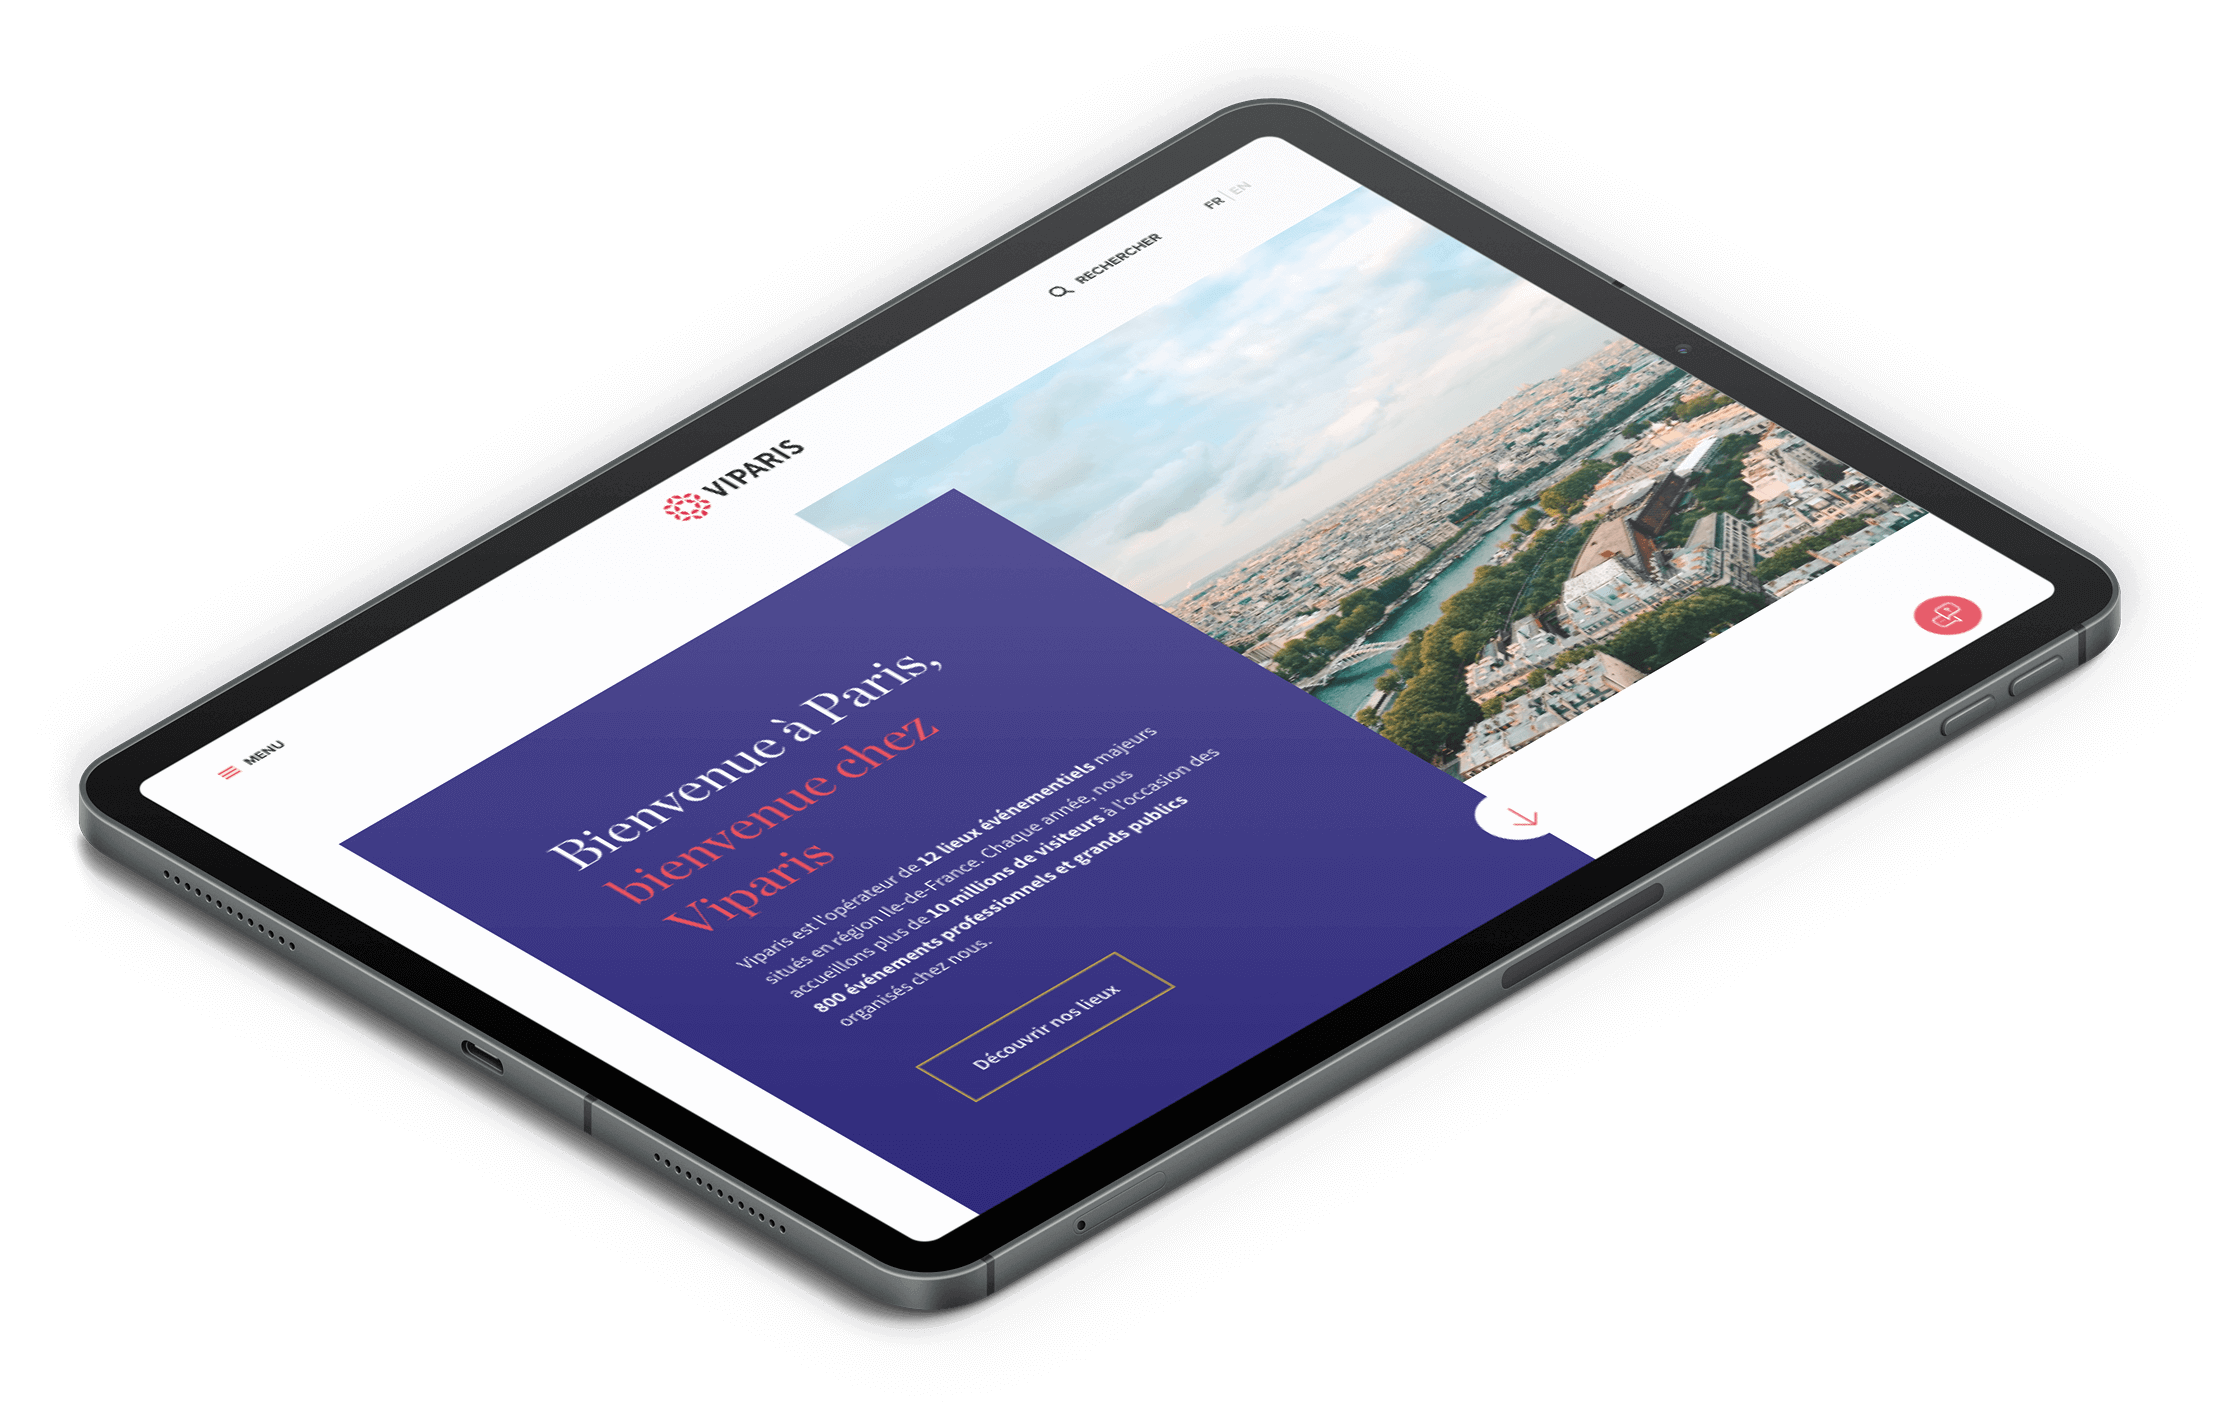 MENU
VIPARIS
RECHERCHER
FR | EN
Bienvenue à Paris,
bienvenue chez
Viparis
Viparis est l'opérateur de 12 lieux événementiels majeurs
situés en région Ile-de-France. Chaque année, nous
accueillons plus de 10 millions de visiteurs à l'occasion des
800 événements professionnels et grands publics
organisés chez nous.
Découvrir nos lieux